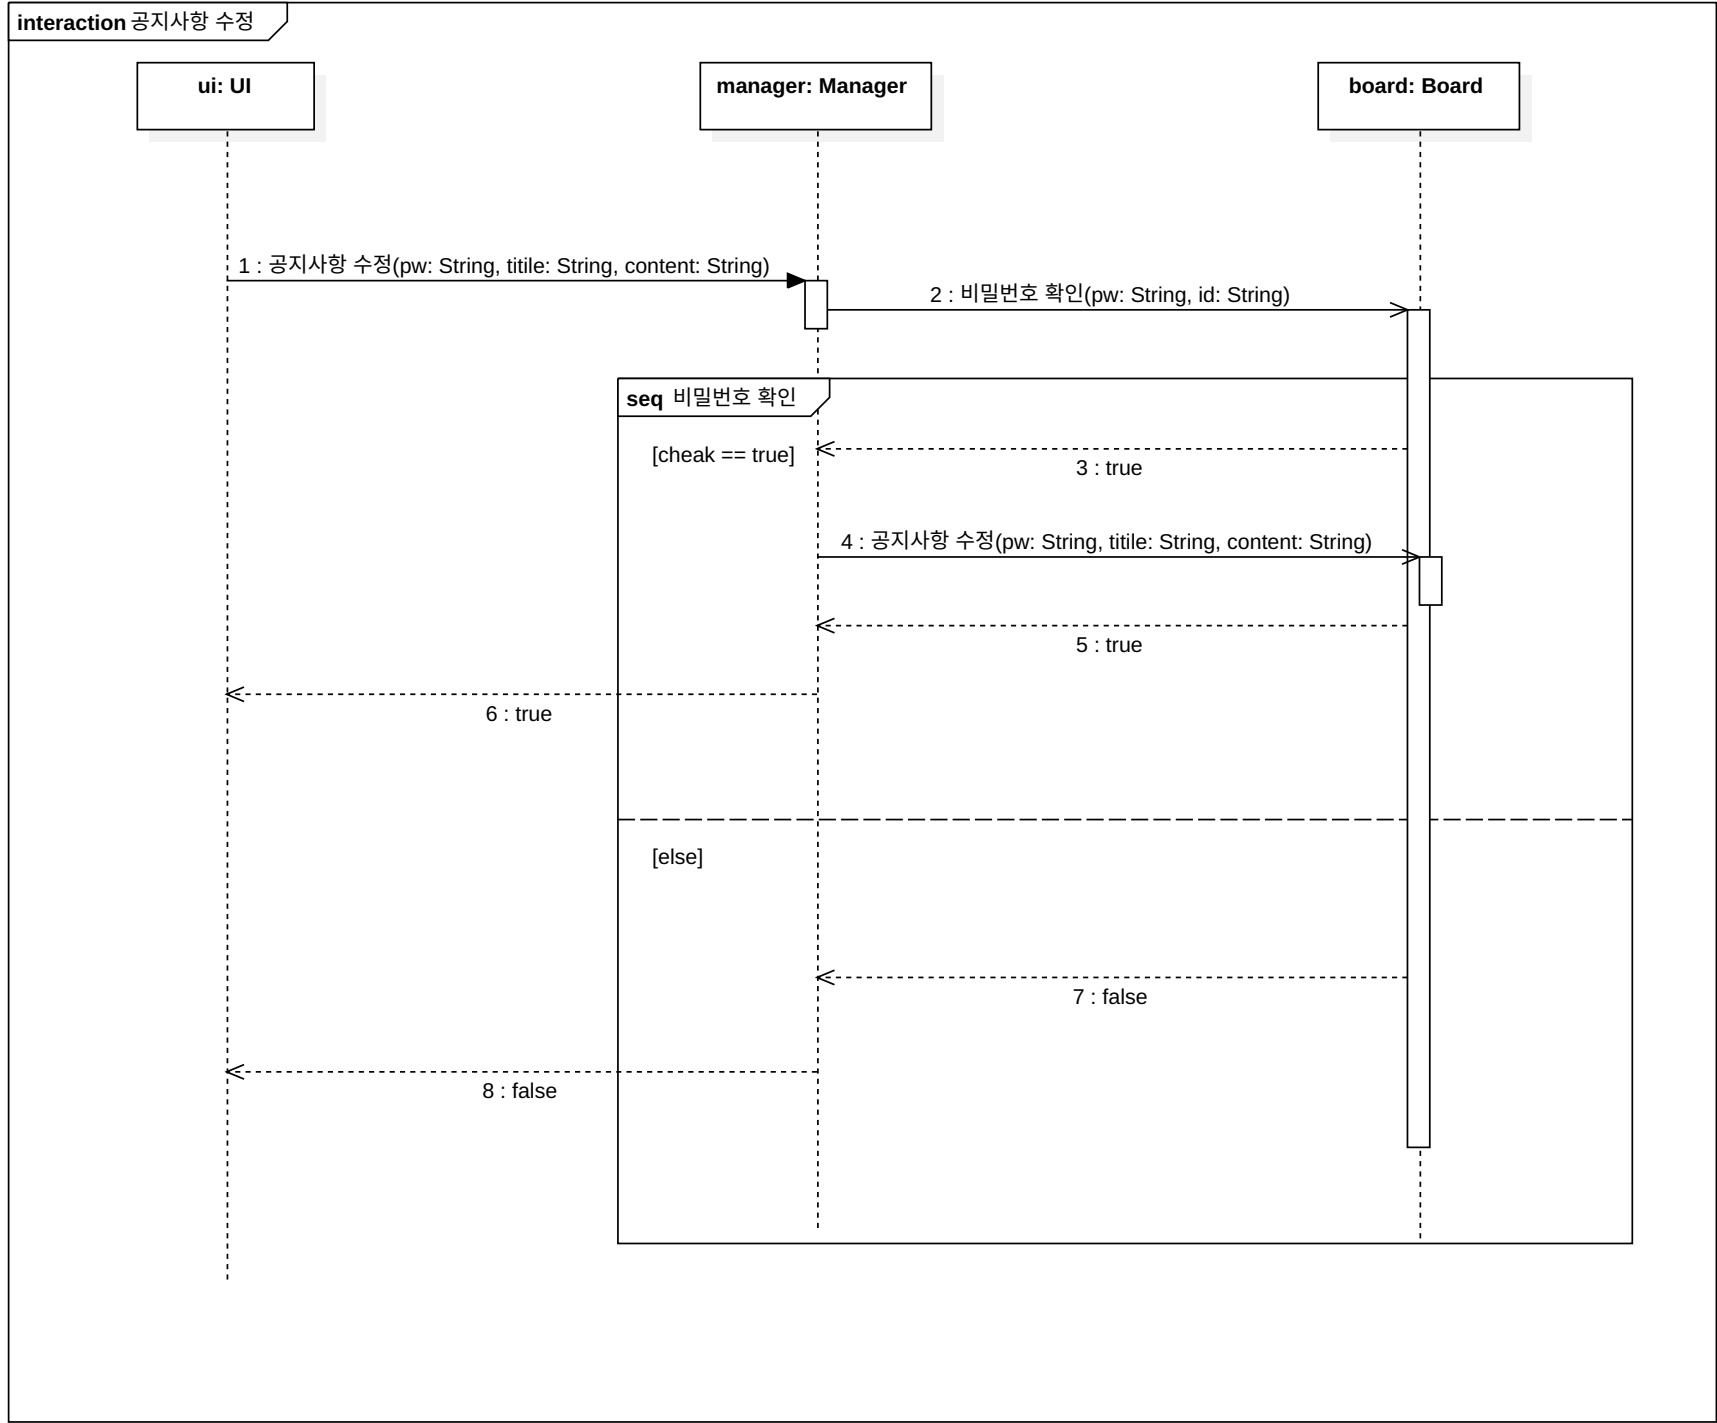 interaction 공지사항 수정
ui: UI
manager: Manager
board: Board
1 : 공지사항 수정(pw: String, titile: String, content: String)
2 : 비밀번호 확인(pw: String, id: String)
seq 비밀번호 확인
[cheak == true]
3 : true
4 : 공지사항 수정(pw: String, titile: String, content: String)
5 : true
6 : true
[else]
7 : false
8 : false